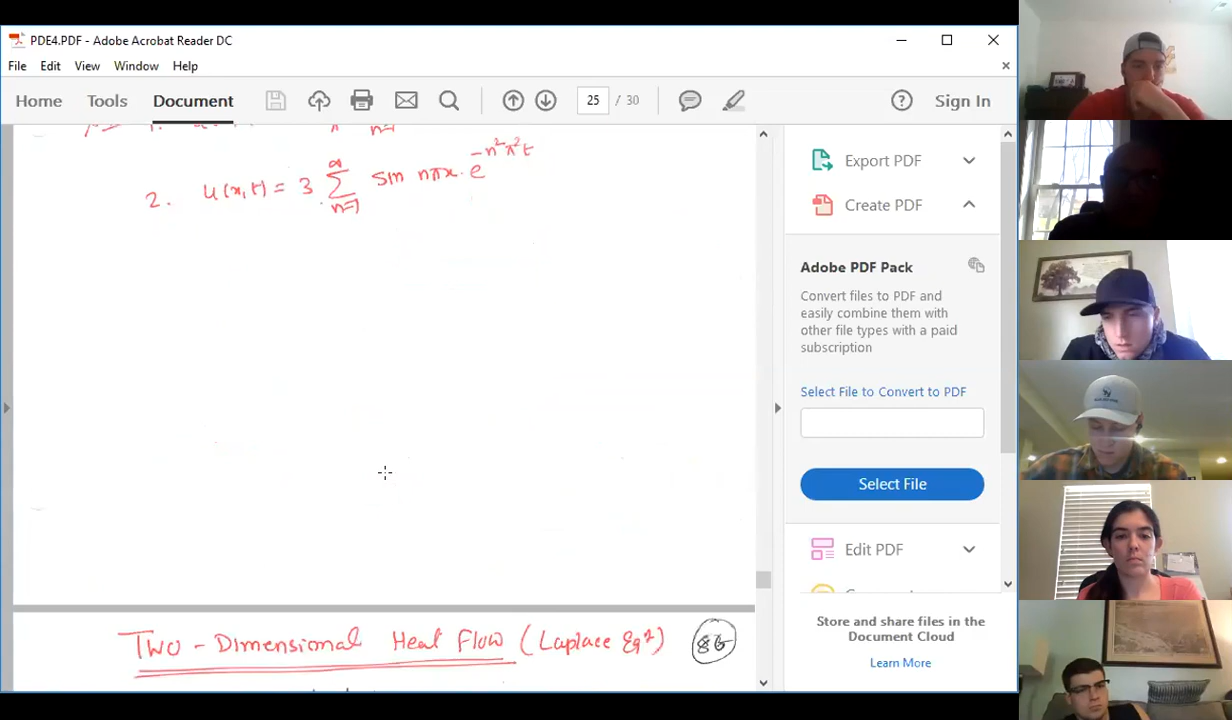 PDE4.PDF - Adobe Acrobat Reader DC
File Edit View Window Help
Home Tools Document 25 / 30 Sign In
1.
n=1
2. u(x,t) = 3 ∑ sin nπx. e^-n²π²t
∞
n=1
Two - Dimensional Heat Flow (Laplace Eqⁿ) 86
Export PDF
Create PDF
Adobe PDF Pack
Convert files to PDF and
easily combine them with
other file types with a paid
subscription
Select File to Convert to PDF
Select File
Edit PDF
Store and share files in the
Document Cloud
Learn More